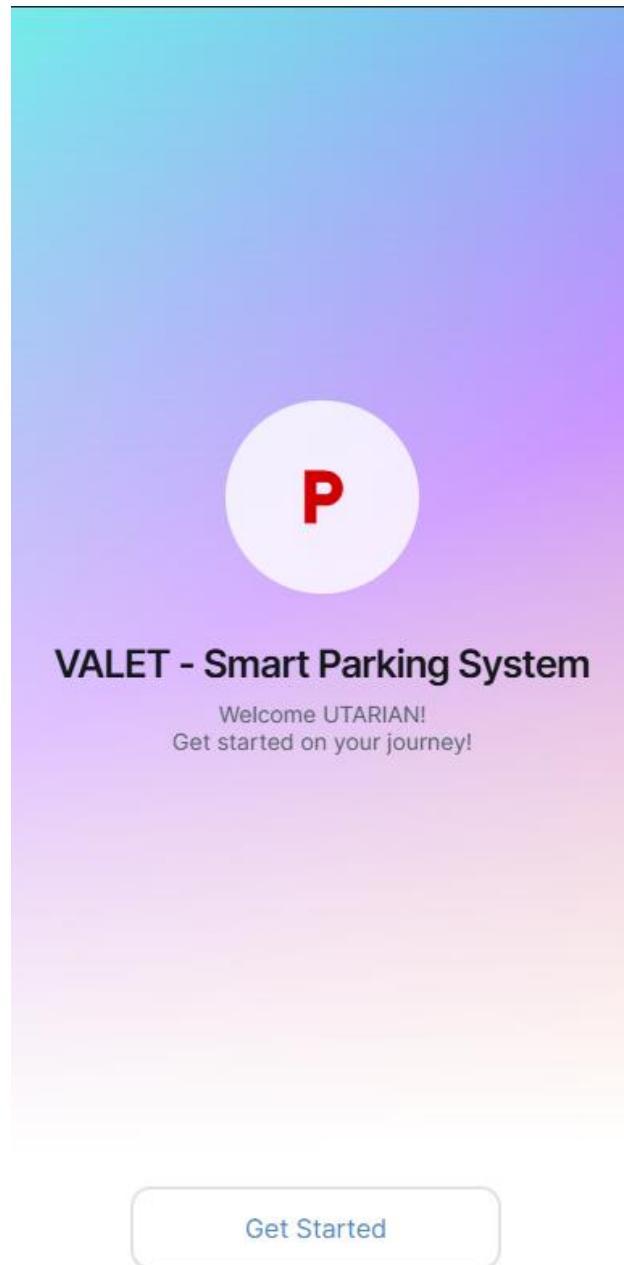 P
VALET - Smart Parking System
Welcome UTARIAN!
Get started on your journey!
Get Started